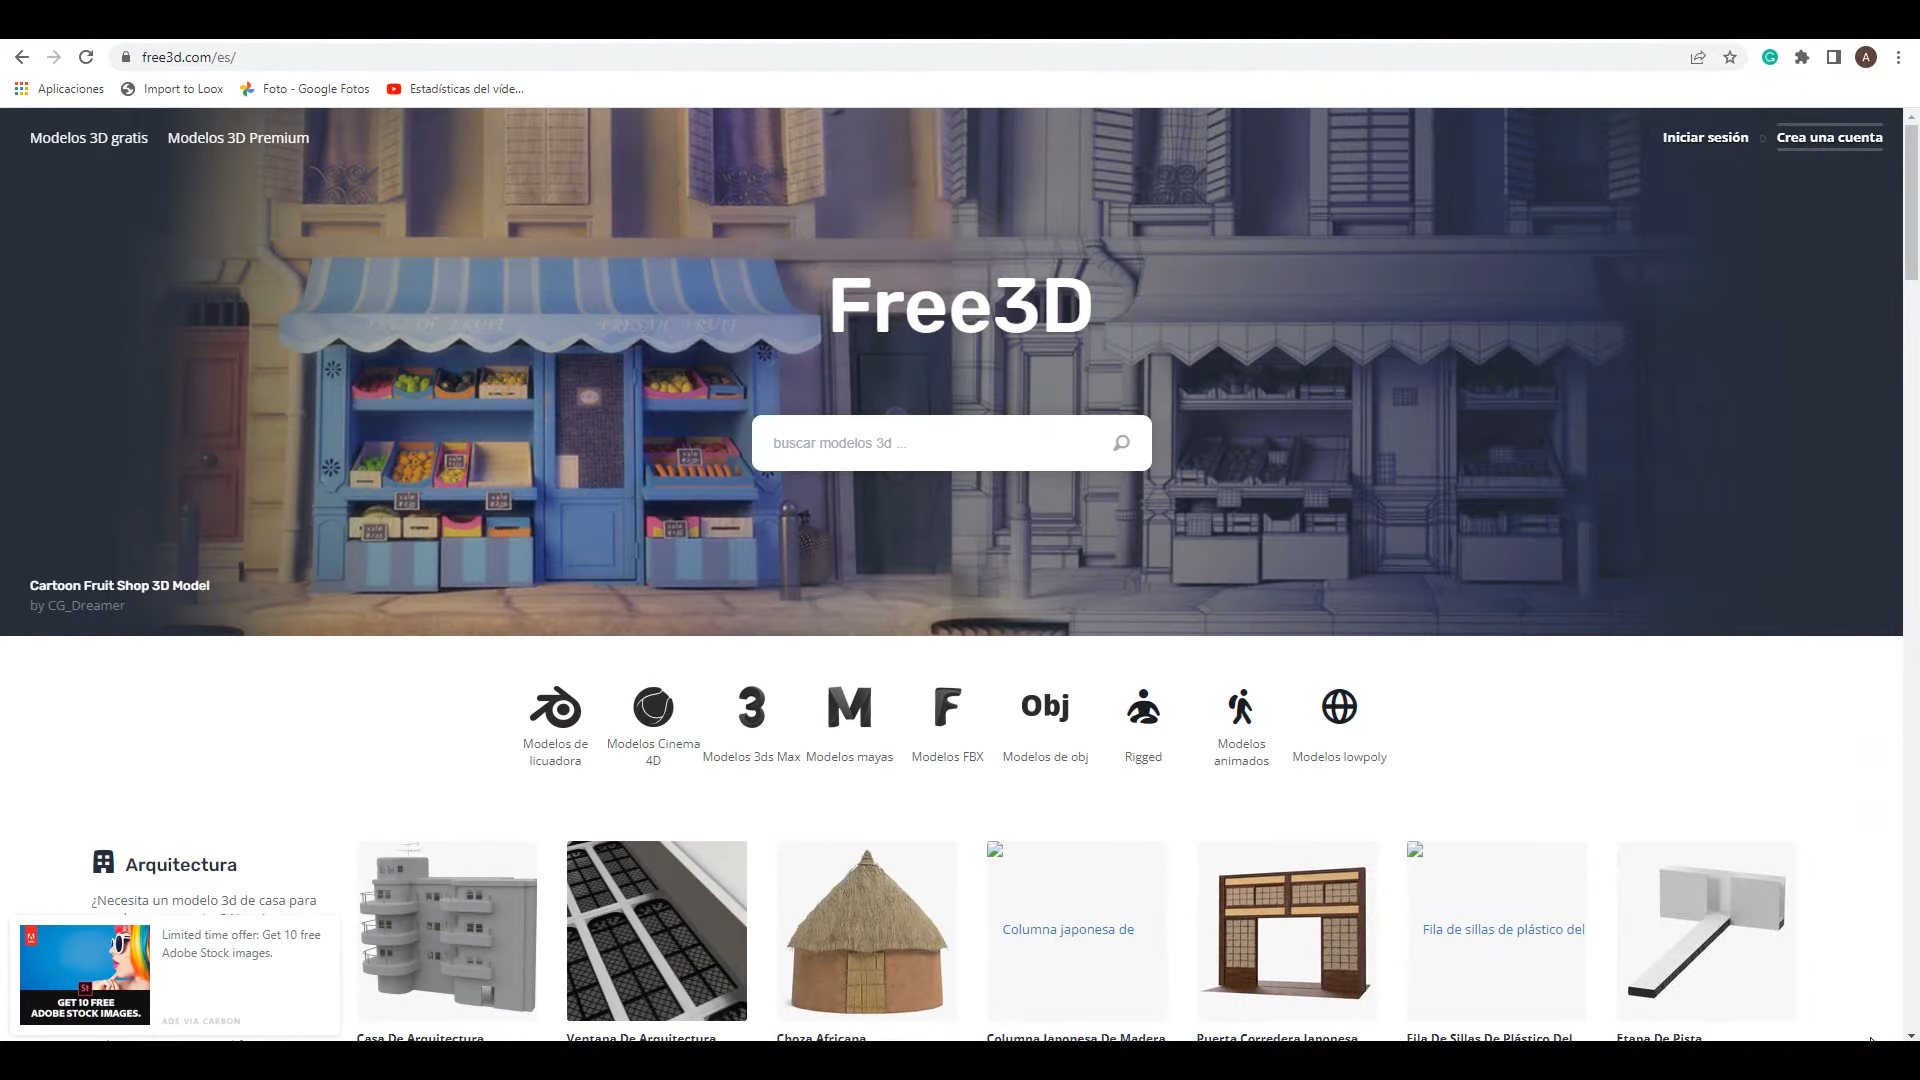 free3d.com/es/
A
Aplicaciones
Import to Loox
Foto - Google Fotos
Estadísticas del víde...
Modelos 3D gratis
Modelos 3D Premium
Iniciar sesión
o
Crea una cuenta
Free3D
buscar modelos 3d ...
Cartoon Fruit Shop 3D Model
by CG_Dreamer
3
M
F
Obj
Modelos de
licuadora
Modelos Cinema
4D
Modelos 3ds Max
Modelos mayas
Modelos FBX
Modelos de obj
Rigged
Modelos
animados
Modelos lowpoly
Arquitectura
¿Necesita un modelo 3d de casa para
Limited time offer: Get 10 free
Adobe Stock images.
St
GET 10 FREE
ADOBE STOCK IMAGES.
ADS VIA CARBON
Columna japonesa de
Fila de sillas de plástico del
Casa De Arquitectura
Ventana De Arquitectura
Choza Africana
Columna Japonesa De Madera
Puerta Corredera Japonesa
Fila De Sillas De Plástico Del
Etapa De Pista